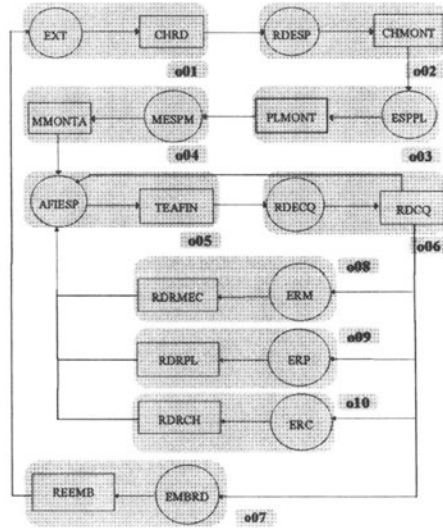 EXT CHRD RDESP CHMONT
o01 o02
MMONTA MESPM PLMONT ESPPL
o04 o03
AFIESP TEAFIN RDECQ RDCQ
o05 o06
o08
RDRMEC ERM
o09
RDRPL ERP
o10
RDRCH ERC
REEMB EMBRD
o07